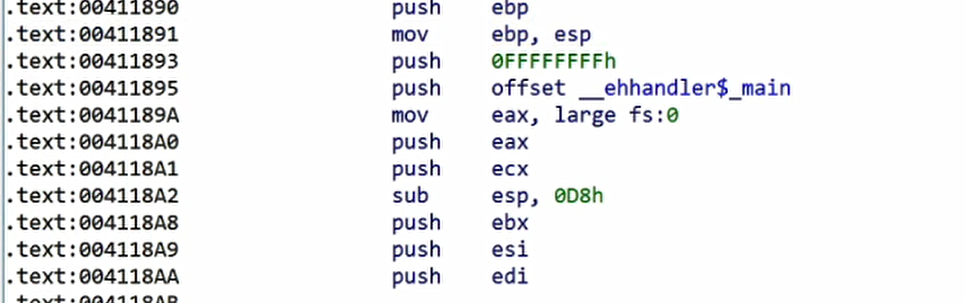 .text:00411890 push ebp
.text:00411891 mov ebp, esp
.text:00411893 push 0FFFFFFFFh
.text:00411895 push offset __ehhandler$_main
.text:0041189A mov eax, large fs:0
.text:004118A0 push eax
.text:004118A1 push ecx
.text:004118A2 sub esp, 0D8h
.text:004118A8 push ebx
.text:004118A9 push esi
.text:004118AA push edi
.text:004118AB